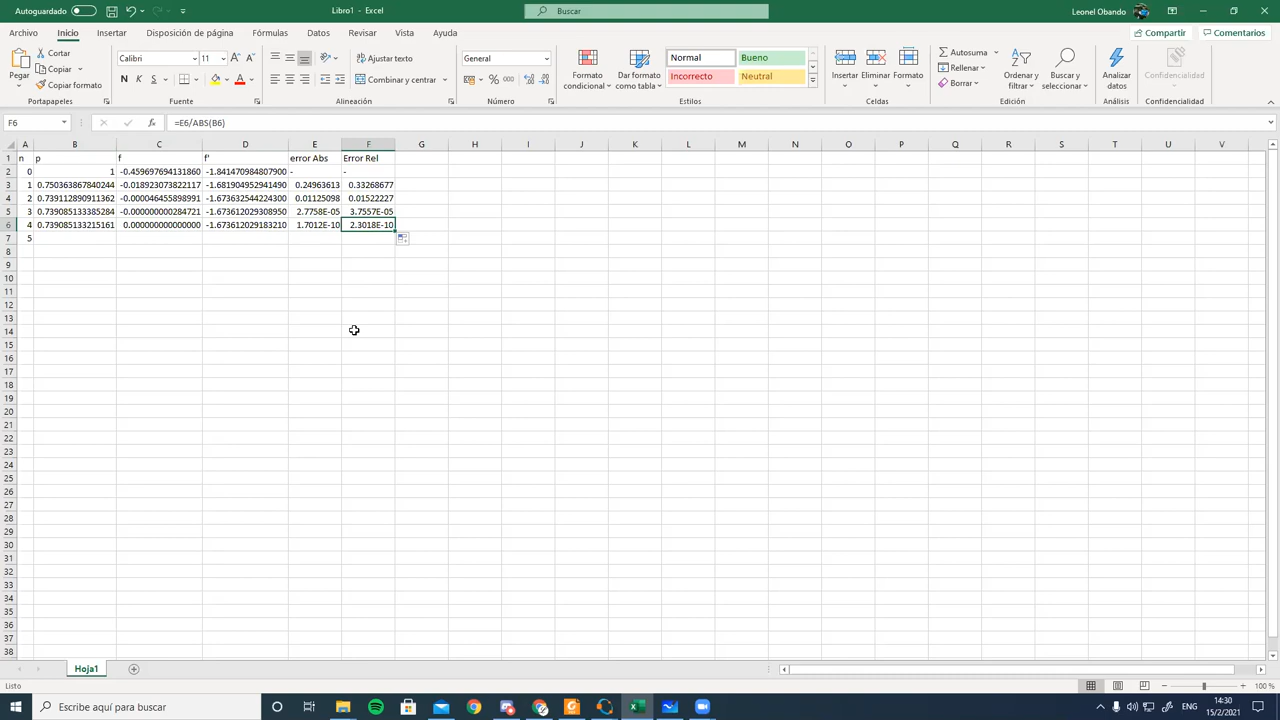 Autoguardado
Libro1 - Excel
Buscar
Leonel Obando
Archivo Inicio Insertar Disposición de página Fórmulas Datos Revisar Vista Ayuda
Compartir Comentarios
Pegar
Cortar
Copiar
Copiar formato
Portapapeles
Calibri 11
N K S
Fuente
Ajustar texto
Combinar y centrar
Alineación
General
% 000
Número
Formato condicional
Dar formato como tabla
Normal Bueno
Incorrecto Neutral
Estilos
Insertar Eliminar Formato
Celdas
Autosuma
Rellenar
Borrar
Ordenar y filtrar
Buscar y seleccionar
Edición
Analizar datos
Análisis
Confidencialidad
Confidencialidad
F6 fx =E6/ABS(B6)
A B C D E F G H I J K L M N O P Q R S T U V
1 n ρ f f' error Abs Error Rel
2 0 1 -0.459697694131860 -1.841470984807900 - -
3 1 0.750363867840244 -0.018923073822117 -1.681904952941490 0.24963613 0.33268677
4 2 0.739112890911362 -0.000046455898991 -1.673632544224300 0.01125098 0.01522227
5 3 0.739085133385284 -0.000000000284721 -1.673612029308950 2.7758E-05 3.7557E-05
6 4 0.739085133215161 0.000000000000000 -1.673612029183210 1.7012E-10 2.3018E-10
7 5
8
9
10
11
12
13
14
15
16
17
18
19
20
21
22
23
24
25
26
27
28
29
30
31
32
33
34
35
36
37
38
Hoja1
Listo
100 %
Escribe aquí para buscar
14:30
15/2/2021